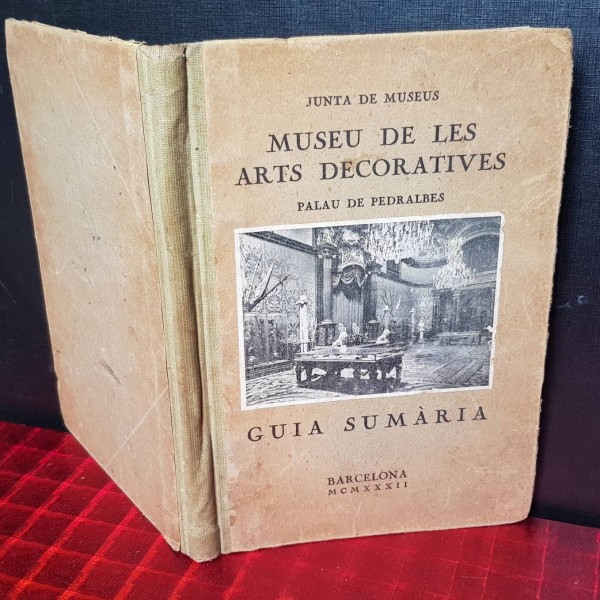 JUNTA DE MUSEUS
MUSEU DE LES
ARTS DECORATIVES
PALAU DE PEDRALBES
GUIA SUMÀRIA
BARCELONA
MCMXXXII